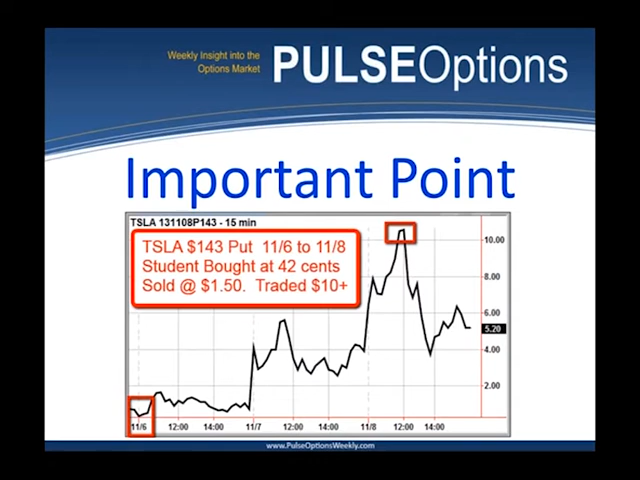 Weekly Insight into the
Options Market
PULSEOptions
Important Point
TSLA 131108P143 - 15 min
TSLA $143 Put 11/6 to 11/8
Student Bought at 42 cents
Sold @ $1.50. Traded $10+
10.00
8.00
6.00
5.20
4.00
2.00
11/6 12:00 14:00 11/7 12:00 14:00 11/8 12:00 14:00
www.PulseOptionsWeekly.com